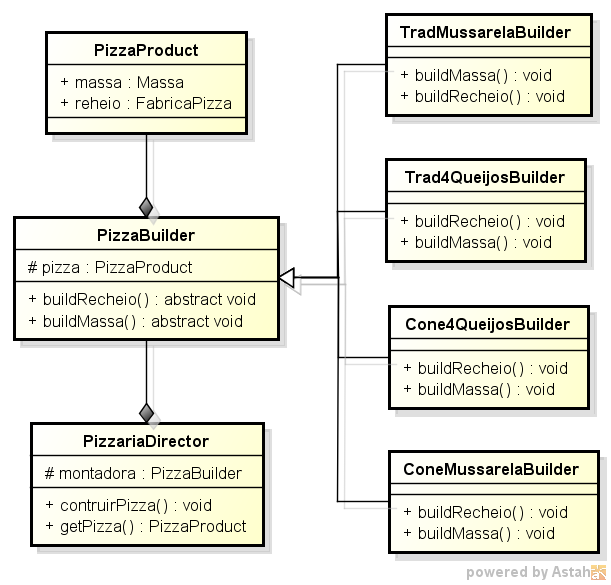 PizzaProduct
+ massa : Massa
+ reheio : FabricaPizza
PizzaBuilder
# pizza : PizzaProduct
+ buildRecheio() : abstract void
+ buildMassa() : abstract void
PizzariaDirector
# montadora : PizzaBuilder
+ contruirPizza() : void
+ getPizza() : PizzaProduct
TradMussarelaBuilder
+ buildMassa() : void
+ buildRecheio() : void
Trad4QueijosBuilder
+ buildRecheio() : void
+ buildMassa() : void
Cone4QueijosBuilder
+ buildRecheio() : void
+ buildMassa() : void
ConeMussarelaBuilder
+ buildRecheio() : void
+ buildMassa() : void
powered by Astah